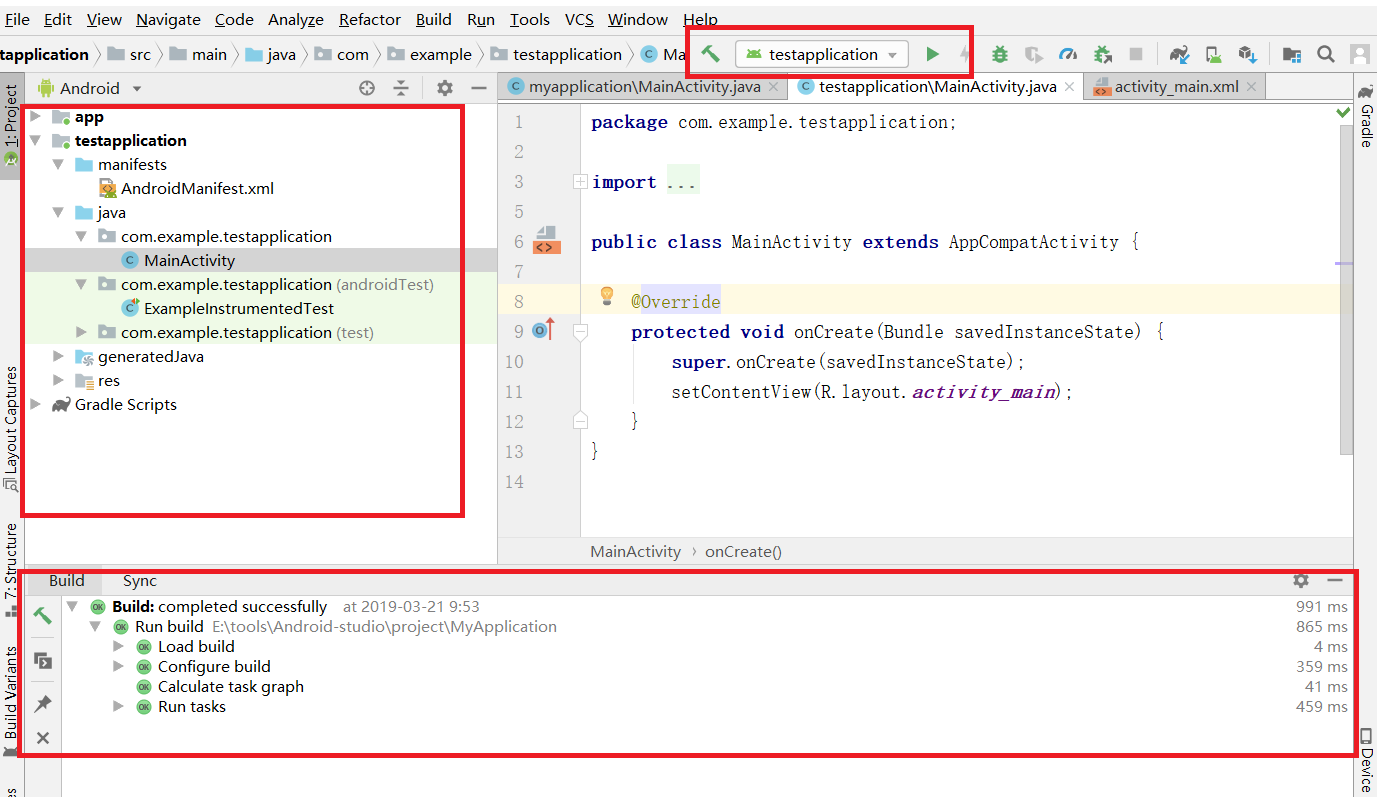 File Edit View Navigate Code Analyze Refactor Build Run Tools VCS Window Help
tapplication src main java com example testapplication Ma testapplication
1: Project
Android
app
testapplication
manifests
AndroidManifest.xml
java
com.example.testapplication
MainActivity
com.example.testapplication (androidTest)
ExampleInstrumentedTest
com.example.testapplication (test)
generatedJava
res
Gradle Scripts
Layout Captures
7: Structure
Build Variants
myapplication\MainActivity.java testapplication\MainActivity.java activity_main.xml
1 package com.example.testapplication;
2
3 import ...
5
6 public class MainActivity extends AppCompatActivity {
7
8 @Override
9 protected void onCreate(Bundle savedInstanceState) {
10 super.onCreate(savedInstanceState);
11 setContentView(R.layout.activity_main);
12 }
13 }
14
MainActivity › onCreate()
Gradle
Build Sync
Build: completed successfully at 2019-03-21 9:53 991 ms
Run build E:\tools\Android-studio\project\MyApplication 865 ms
Load build 4 ms
Configure build 359 ms
Calculate task graph 41 ms
Run tasks 459 ms
Device